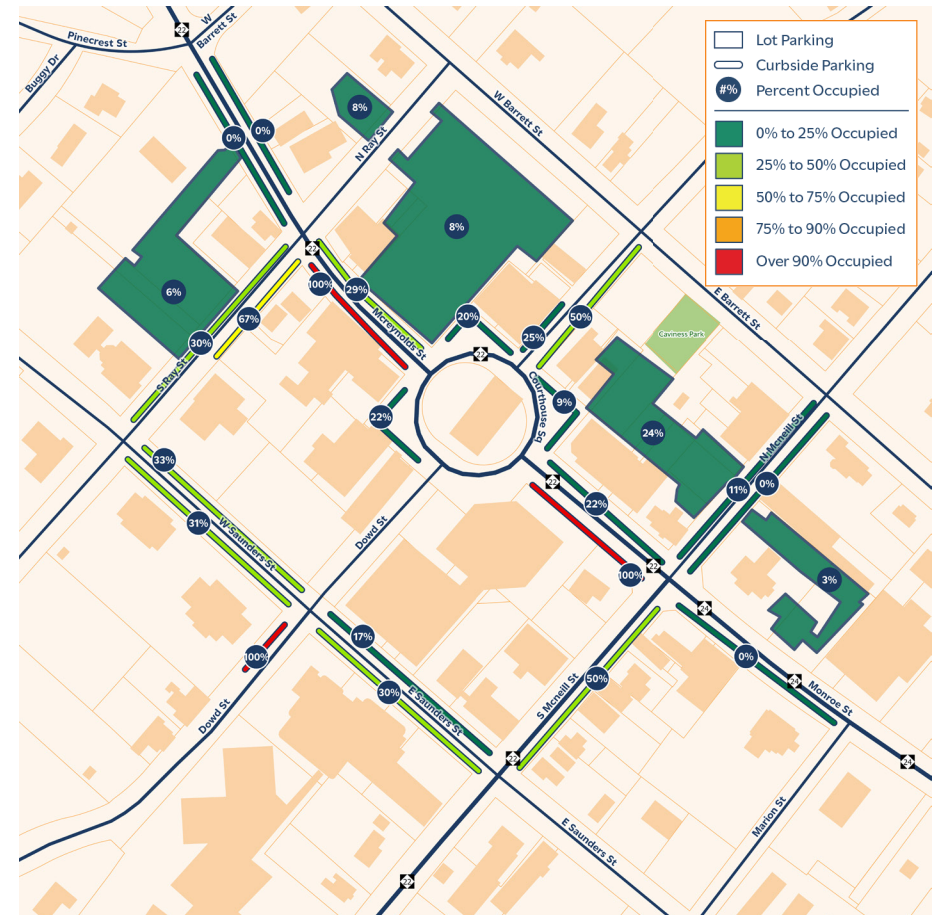 Lot Parking
Curbside Parking
#% Percent Occupied
0% to 25% Occupied
25% to 50% Occupied
50% to 75% Occupied
75% to 90% Occupied
Over 90% Occupied
22
W
Barrett St
Pinecrest St
Buggy Dr
8%
W Barrett St
0%
0%
N Ray St
8%
22
6%
100%
29%
67%
30%
Mcreynolds St
20%
25%
50%
E Barrett St
Caviness Park
22
S Ray St
Courthouse Sq
9%
22%
24%
N Mcneill St
33%
11%
0%
22
22%
31%
W Saunders St
Dowd St
22
100%
3%
24
17%
100%
0%
30%
E Saunders St
50%
S Mcneill St
24
Monroe St
Dowd St
22
24
E Saunders St
Marion St
22